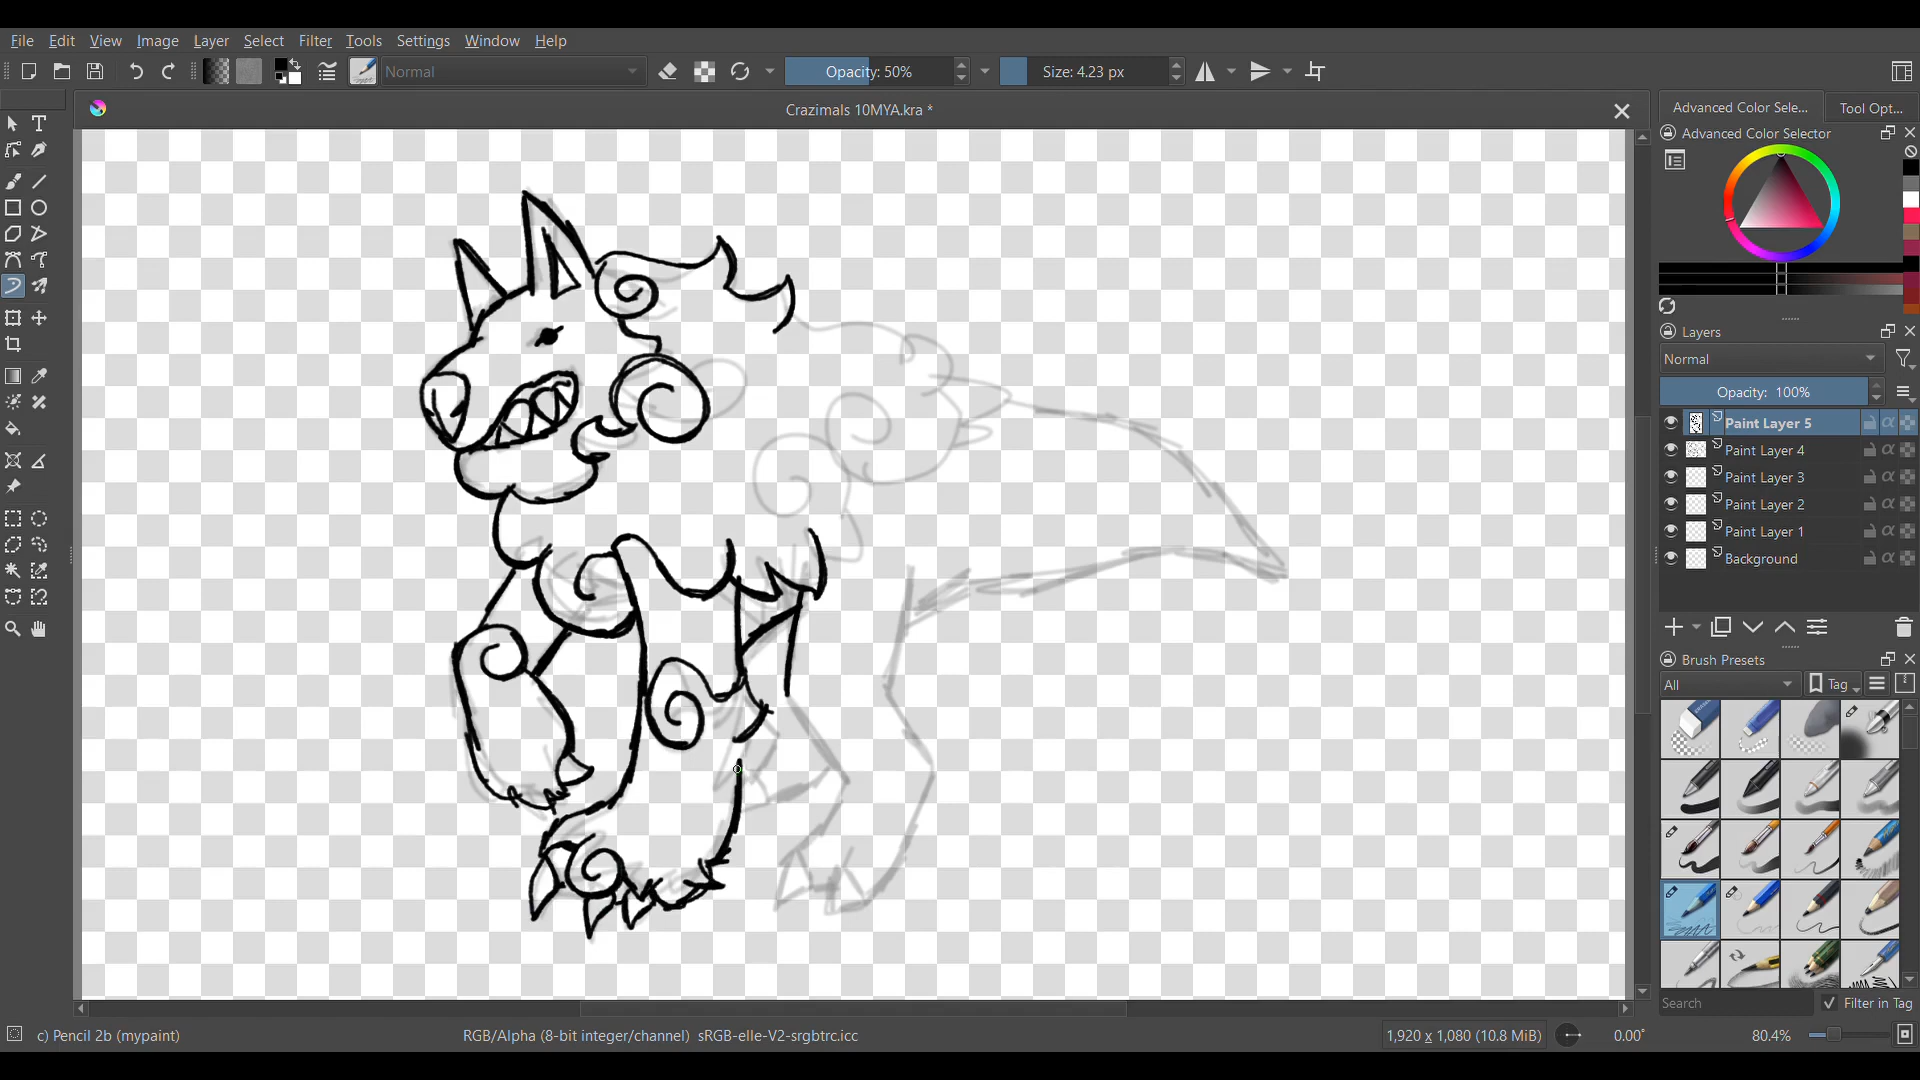 File Edit View Image Layer Select Filter Tools Settings Window Help
Normal Opacity: 50% Size: 4.23 px
Crazimals 10MYA.kra *
Advanced Color Sele... Tool Opt...
Advanced Color Selector
Layers
Normal
Opacity: 100%
Paint Layer 5
Paint Layer 4
Paint Layer 3
Paint Layer 2
Paint Layer 1
Background
Brush Presets
All Tag
Search Filter in Tag
c) Pencil 2b (mypaint) RGB/Alpha (8-bit integer/channel) sRGB-elle-V2-srgbtrc.icc 1,920 x 1,080 (10.8 MiB) 0.00° 80.4%